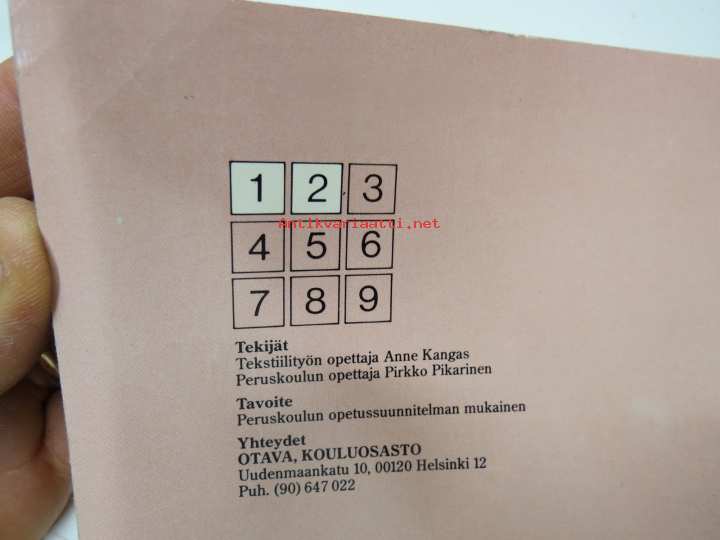 1 2 3
Antikvariaatti.net
4 5 6
7 8 9
Tekijät
Tekstiilityön opettaja Anne Kangas
Peruskoulun opettaja Pirkko Pikarinen
Tavoite
Peruskoulun opetussuunnitelman mukainen
Yhteydet
OTAVA, KOULUOSASTO
Uudenmaankatu 10, 00120 Helsinki 12
Puh. (90) 647 022